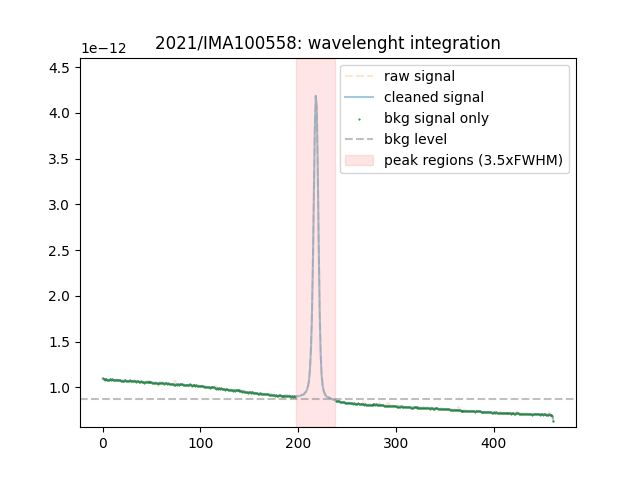 2021/IMA100558: wavelenght integration
1e−12
4.5
4.0
3.5
3.0
2.5
2.0
1.5
1.0
0
100
200
300
400
raw signal
cleaned signal
bkg signal only
bkg level
peak regions (3.5xFWHM)